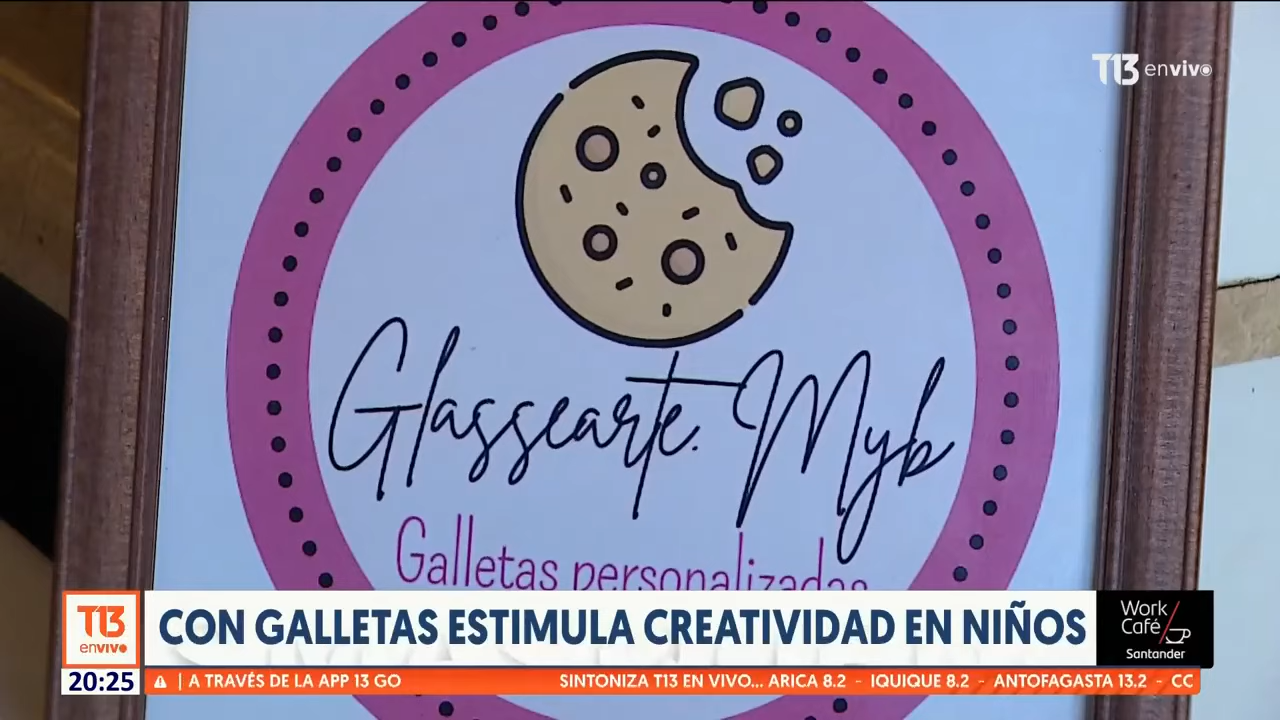 T13 envivo
Glassearte. Myb
Galletas personalizadas
T13
envivo
CON GALLETAS ESTIMULA CREATIVIDAD EN NIÑOS
Work
Café
Santander
20:25
| A TRAVÉS DE LA APP 13 GO SINTONIZA T13 EN VIVO... ARICA 8.2 - IQUIQUE 8.2 - ANTOFAGASTA 13.2 - CC